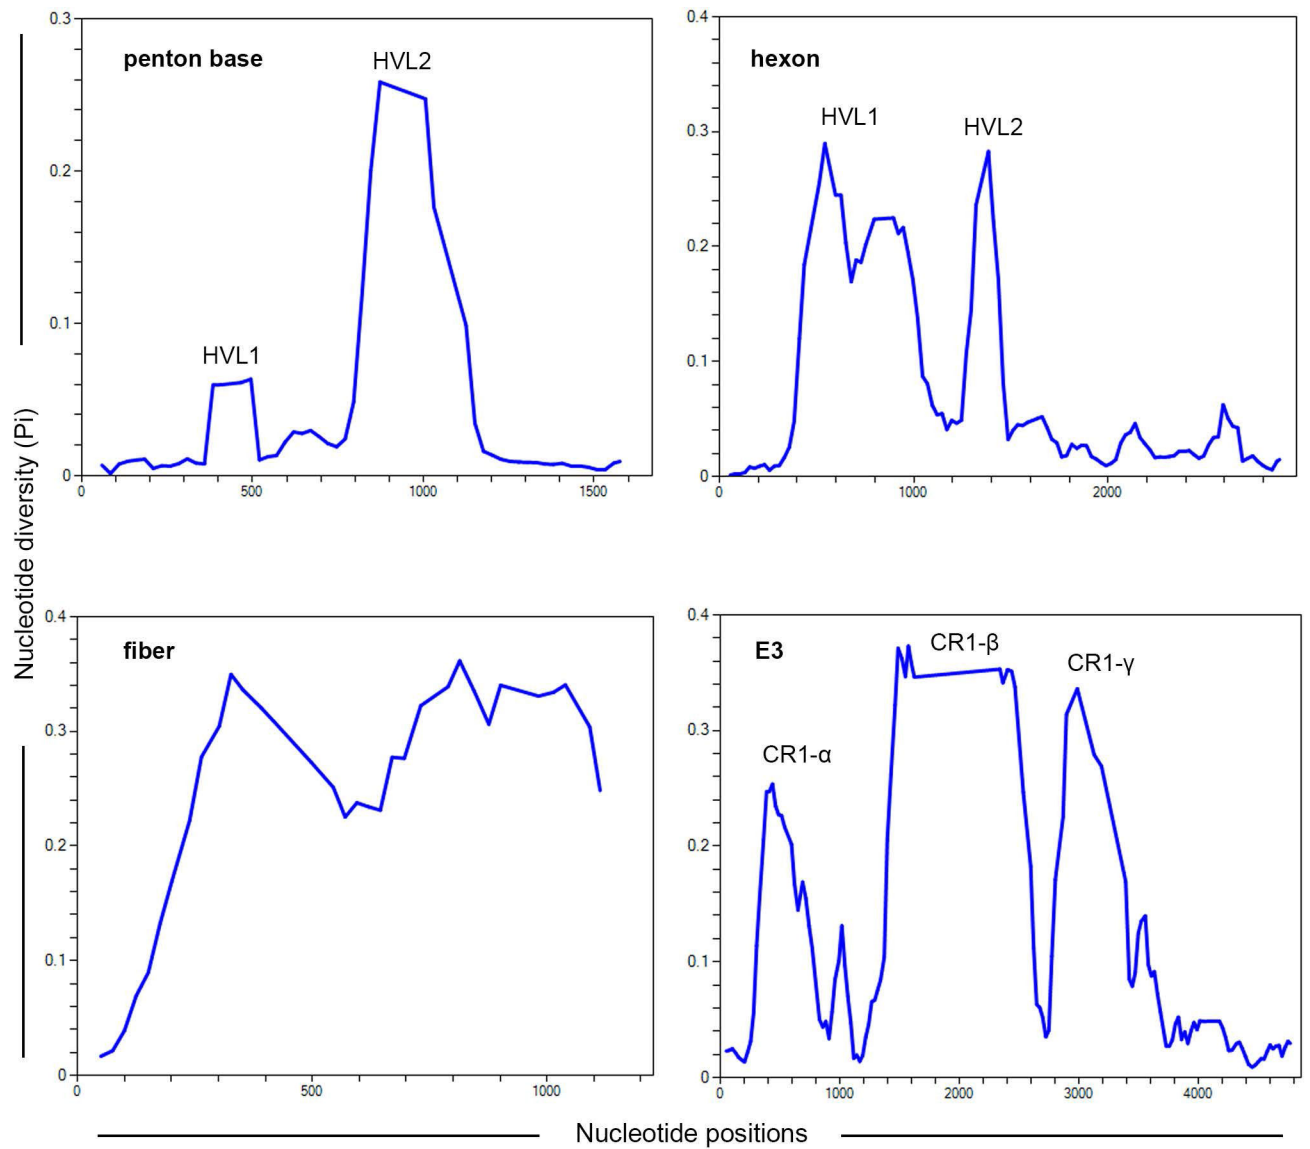 penton base
HVL2
HVL1
0.3
0.2
0.1
0
0 500 1000 1500
hexon
HVL1
HVL2
0.4
0.3
0.2
0.1
0
0 1000 2000
Nucleotide diversity (Pi)
fiber
0.4
0.3
0.2
0.1
0
0 500 1000
E3
CR1-β
CR1-γ
CR1-α
0.4
0.3
0.2
0.1
0
0 1000 2000 3000 4000
Nucleotide positions